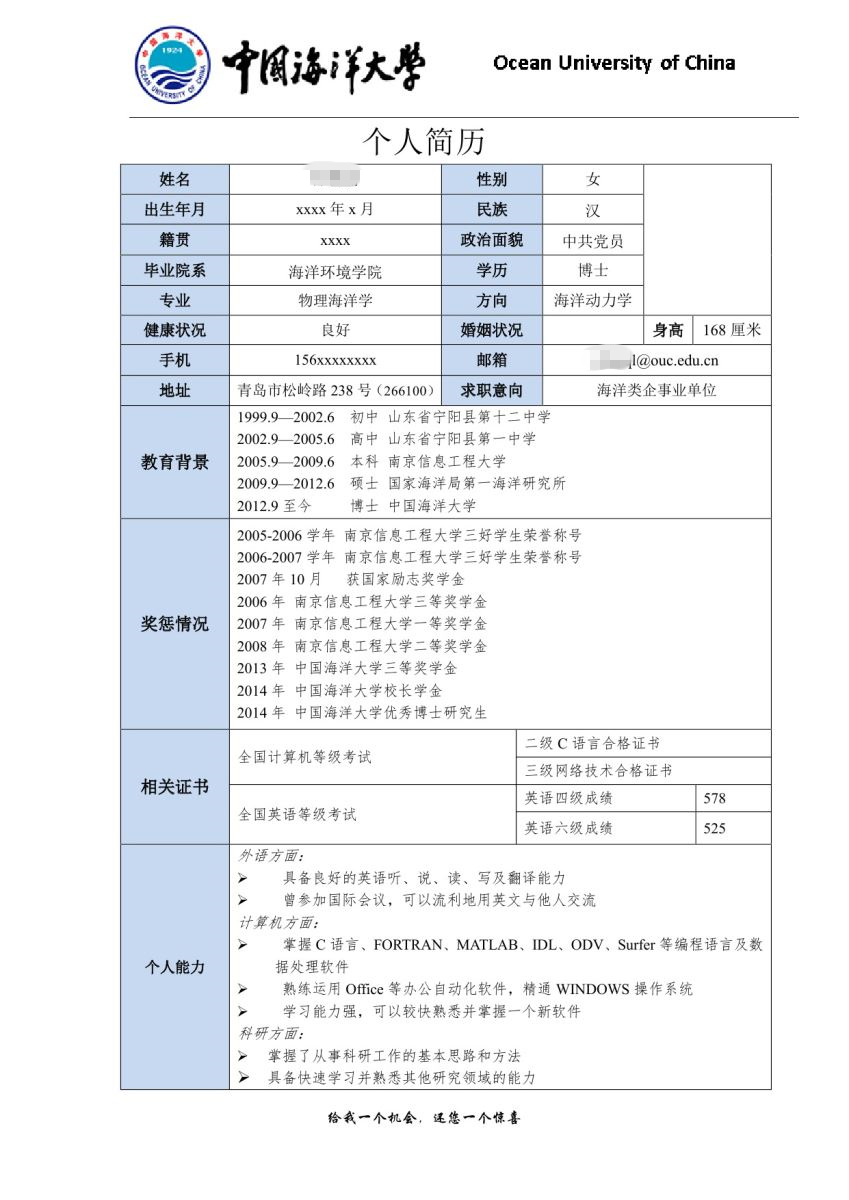 中国海洋大学 Ocean University of China
1924
中国海洋大学
OCEAN UNIVERSITY OF CHINA
个人简历
姓名 性别 女
出生年月 xxxx 年 x 月 民族 汉
籍贯 xxxx 政治面貌 中共党员
毕业院系 海洋环境学院 学历 博士
专业 物理海洋学 方向 海洋动力学
健康状况 良好 婚姻状况 身高 168 厘米
手机 156xxxxxxxx 邮箱 l@ouc.edu.cn
地址 青岛市松岭路 238 号（266100） 求职意向 海洋类企事业单位
教育背景
1999.9—2002.6 初中 山东省宁阳县第十二中学
2002.9—2005.6 高中 山东省宁阳县第一中学
2005.9—2009.6 本科 南京信息工程大学
2009.9—2012.6 硕士 国家海洋局第一海洋研究所
2012.9 至今 博士 中国海洋大学
奖惩情况
2005-2006 学年 南京信息工程大学三好学生荣誉称号
2006-2007 学年 南京信息工程大学三好学生荣誉称号
2007 年 10 月 获国家励志奖学金
2006 年 南京信息工程大学三等奖学金
2007 年 南京信息工程大学一等奖学金
2008 年 南京信息工程大学二等奖学金
2013 年 中国海洋大学三等奖学金
2014 年 中国海洋大学校长学金
2014 年 中国海洋大学优秀博士研究生
相关证书
全国计算机等级考试
二级 C 语言合格证书
三级网络技术合格证书
全国英语等级考试
英语四级成绩 578
英语六级成绩 525
个人能力
外语方面：
➢ 具备良好的英语听、说、读、写及翻译能力
➢ 曾参加国际会议，可以流利地用英文与他人交流
计算机方面：
➢ 掌握 C 语言、FORTRAN、MATLAB、IDL、ODV、Surfer 等编程语言及数
据处理软件
➢ 熟练运用 Office 等办公自动化软件，精通 WINDOWS 操作系统
➢ 学习能力强，可以较快熟悉并掌握一个新软件
科研方面：
➢ 掌握了从事科研工作的基本思路和方法
➢ 具备快速学习并熟悉其他研究领域的能力
给我一个机会，还您一个惊喜